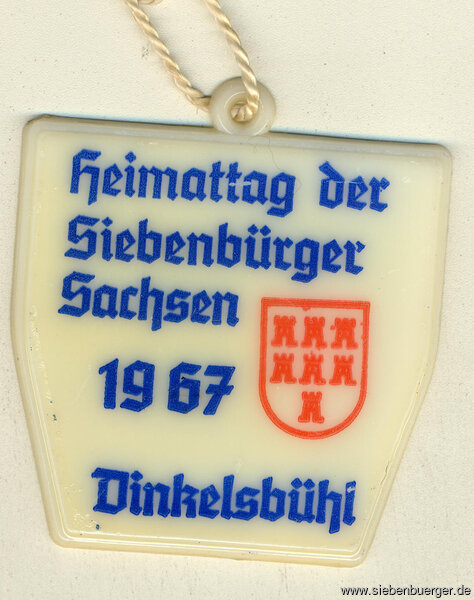 Heimattag der
Siebenbürger
Sachsen
1967
Dinkelsbühl
© www.siebenbuerger.de